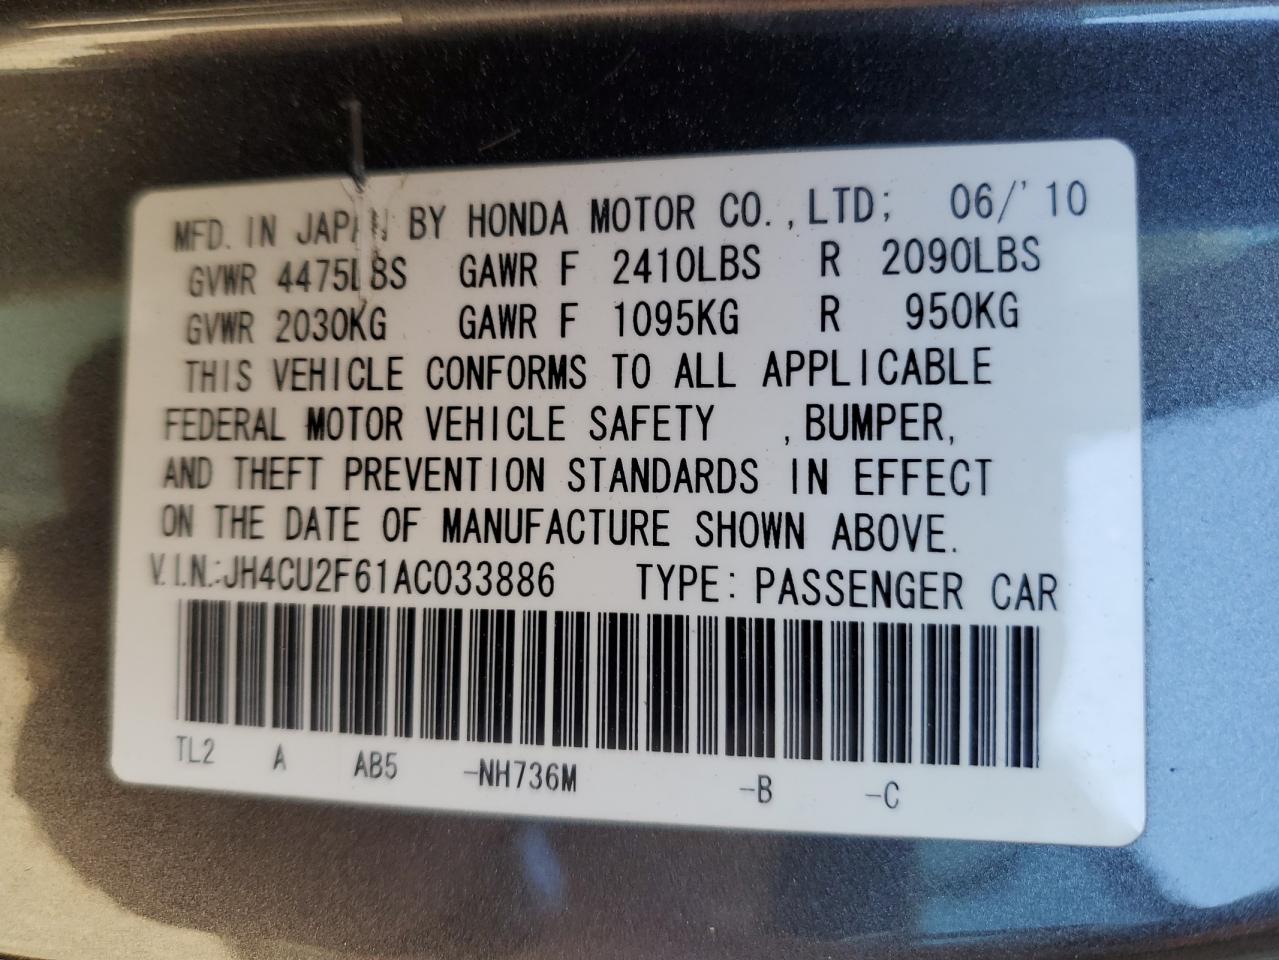 MFD. IN JAPAN BY HONDA MOTOR CO., LTD; 06/'10
GVWR 4475LBS GAWR F 2410LBS R 2090LBS
GVWR 2030KG GAWR F 1095KG R 950KG
THIS VEHICLE CONFORMS TO ALL APPLICABLE
FEDERAL MOTOR VEHICLE SAFETY , BUMPER,
AND THEFT PREVENTION STANDARDS IN EFFECT
ON THE DATE OF MANUFACTURE SHOWN ABOVE.
V.I.N.:JH4CU2F61AC033886 TYPE: PASSENGER CAR
TL2 A AB5 -NH736M -B -C